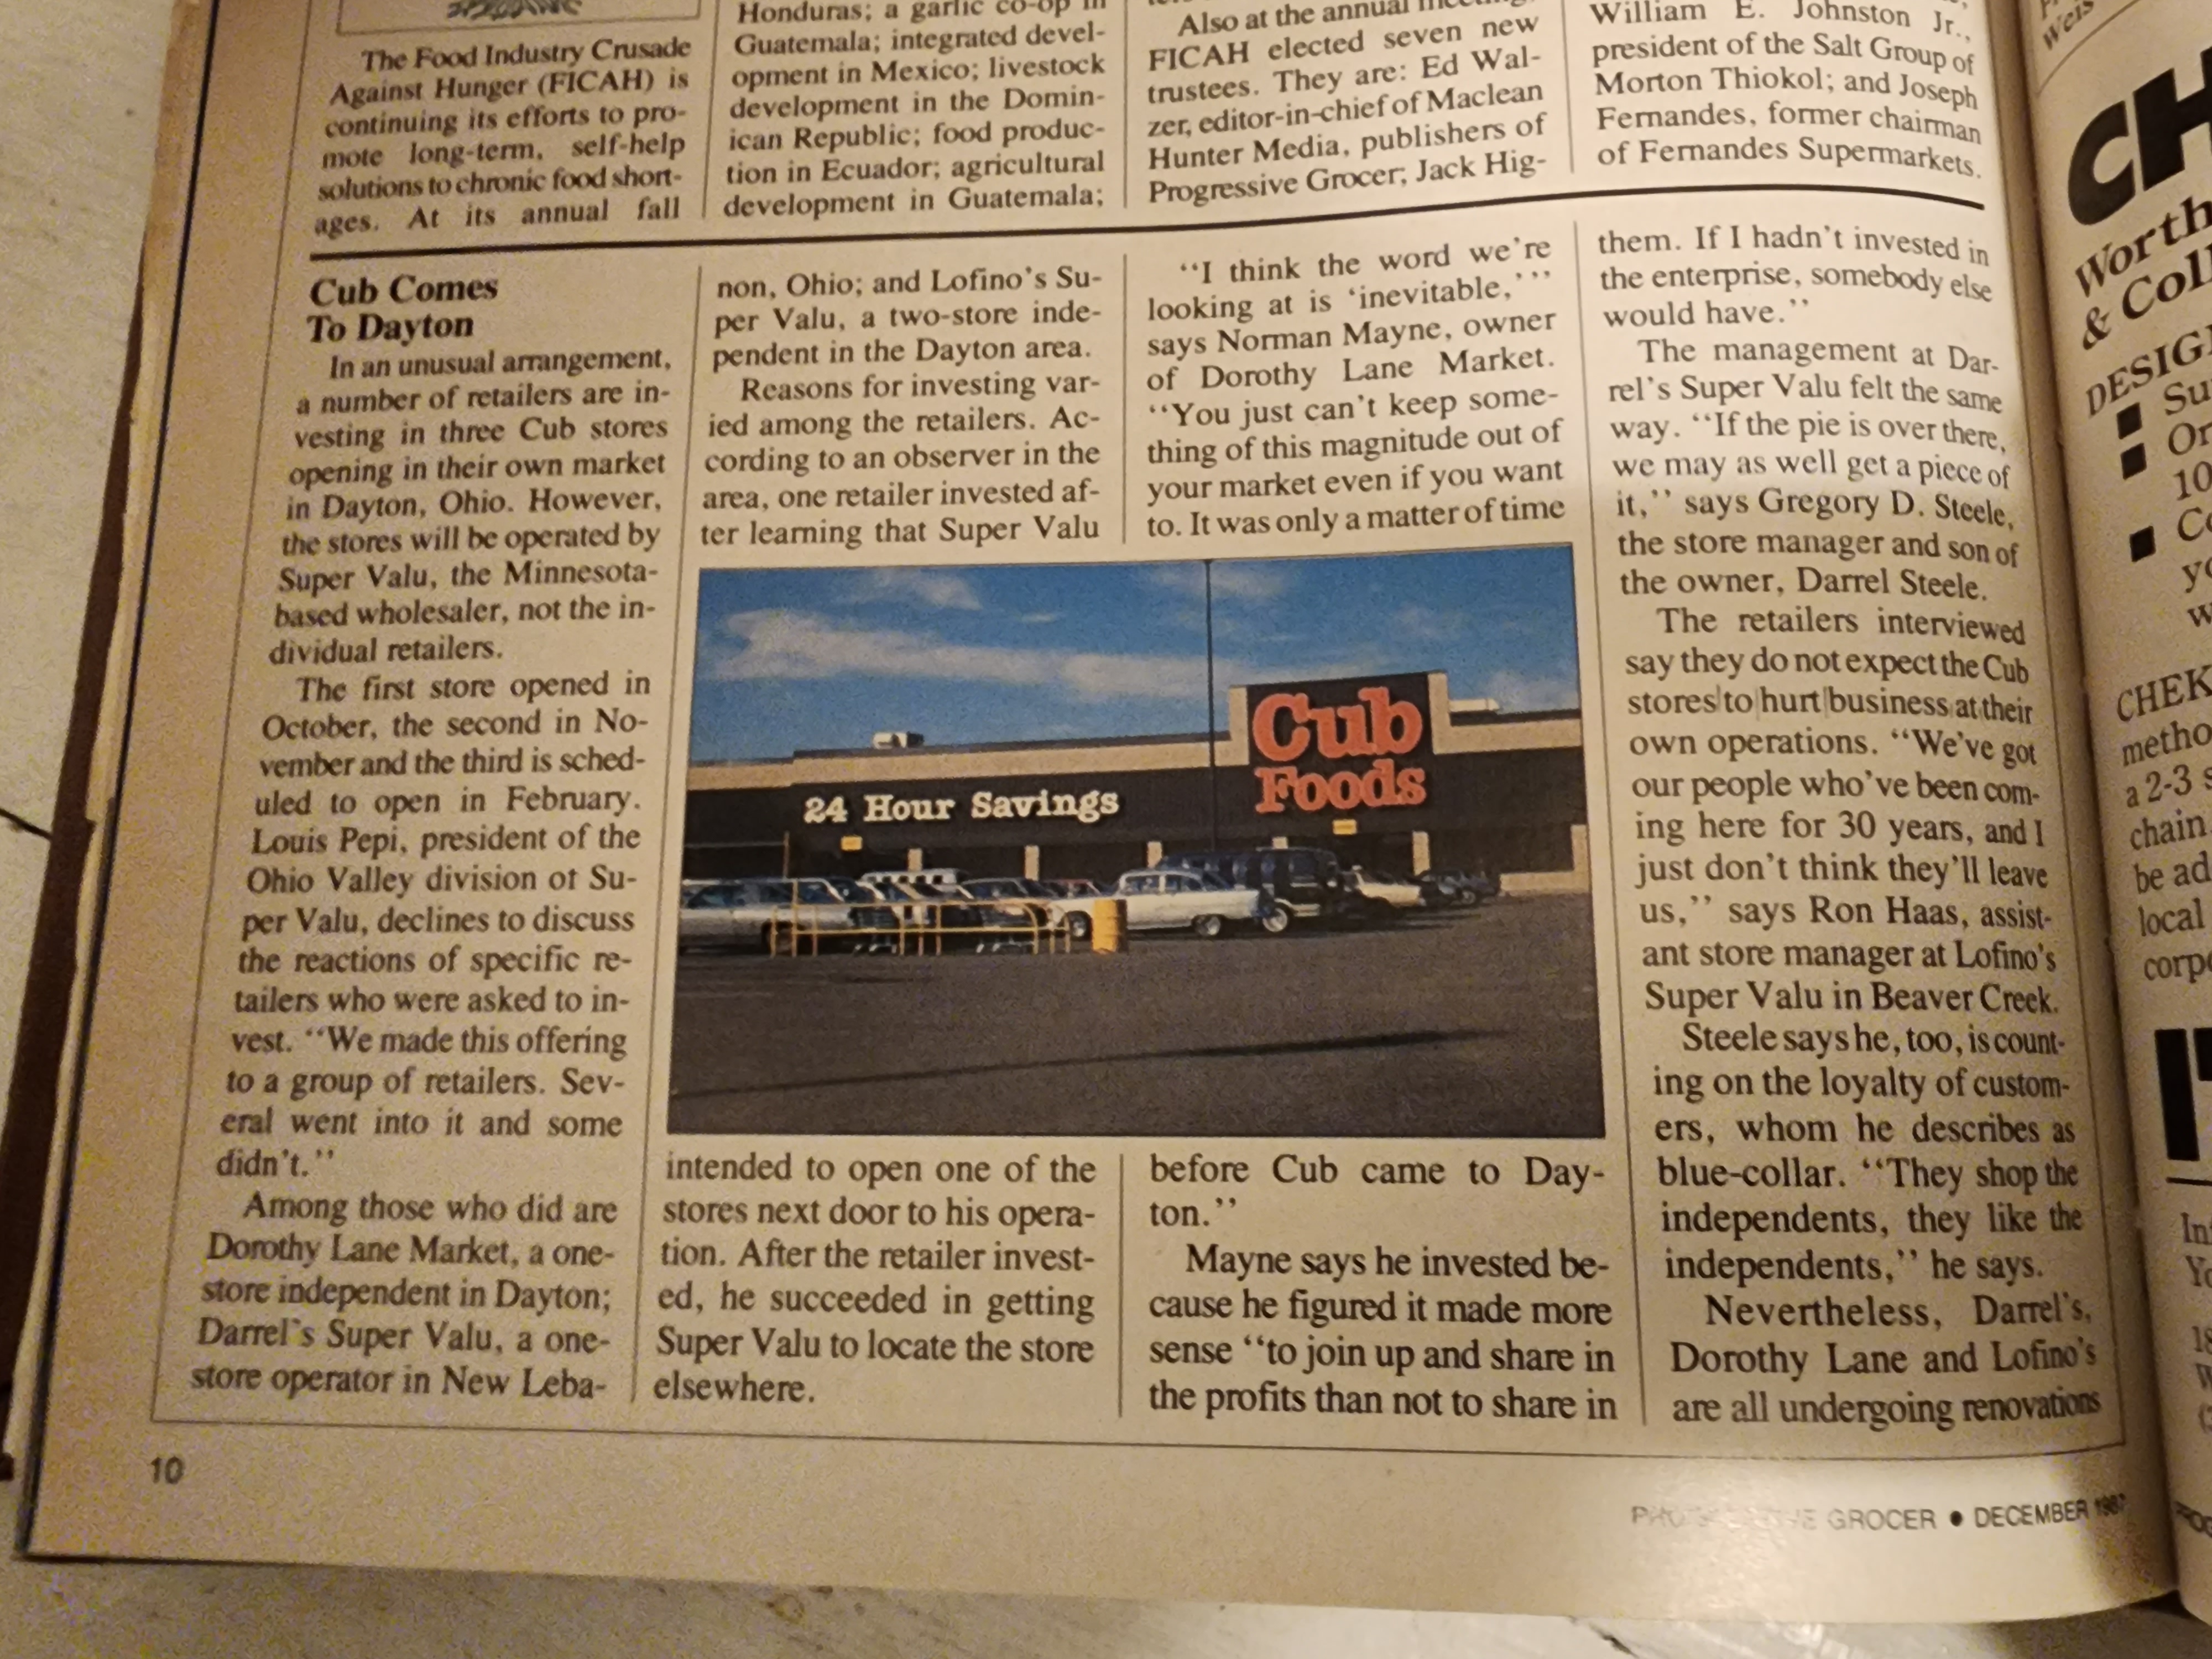 The Food Industry Crusade
Against Hunger (FICAH) is
continuing its efforts to pro-
mote long-term, self-help
solutions to chronic food short-
ages. At its annual fall
Honduras; a garlic co-op in
Guatemala; integrated devel-
opment in Mexico; livestock
development in the Domin-
ican Republic; food produc-
tion in Ecuador; agricultural
development in Guatemala;
Also at the annual meeting,
FICAH elected seven new
trustees. They are: Ed Wal-
zer, editor-in-chief of Maclean
Hunter Media, publishers of
Progressive Grocer; Jack Hig-
William E. Johnston Jr.,
president of the Salt Group of
Morton Thiokol; and Joseph
Fernandes, former chairman
of Fernandes Supermarkets.
Cub Comes
To Dayton
In an unusual arrangement,
a number of retailers are in-
vesting in three Cub stores
opening in their own market
in Dayton, Ohio. However,
the stores will be operated by
Super Valu, the Minnesota-
based wholesaler, not the in-
dividual retailers.
The first store opened in
October, the second in No-
vember and the third is sched-
uled to open in February.
Louis Pepi, president of the
Ohio Valley division of Su-
per Valu, declines to discuss
the reactions of specific re-
tailers who were asked to in-
vest. “We made this offering
to a group of retailers. Sev-
eral went into it and some
didn’t.”
Among those who did are
Dorothy Lane Market, a one-
store independent in Dayton;
Darrel’s Super Valu, a one-
store operator in New Leba-
non, Ohio; and Lofino’s Su-
per Valu, a two-store inde-
pendent in the Dayton area.
Reasons for investing var-
ied among the retailers. Ac-
cording to an observer in the
area, one retailer invested af-
ter learning that Super Valu
intended to open one of the
stores next door to his opera-
tion. After the retailer invest-
ed, he succeeded in getting
Super Valu to locate the store
elsewhere.
“I think the word we’re
looking at is ‘inevitable,’”
says Norman Mayne, owner
of Dorothy Lane Market.
“You just can’t keep some-
thing of this magnitude out of
your market even if you want
to. It was only a matter of time
before Cub came to Day-
ton.”
Mayne says he invested be-
cause he figured it made more
sense “to join up and share in
the profits than not to share in
them. If I hadn’t invested in
the enterprise, somebody else
would have.”
The management at Dar-
rel’s Super Valu felt the same
way. “If the pie is over there,
we may as well get a piece of
it,” says Gregory D. Steele,
the store manager and son of
the owner, Darrel Steele.
The retailers interviewed
say they do not expect the Cub
stores to hurt business at their
own operations. “We’ve got
our people who’ve been com-
ing here for 30 years, and I
just don’t think they’ll leave
us,” says Ron Haas, assist-
ant store manager at Lofino’s
Super Valu in Beaver Creek.
Steele says he, too, is count-
ing on the loyalty of custom-
ers, whom he describes as
blue-collar. “They shop the
independents, they like the
independents,” he says.
Nevertheless, Darrel’s,
Dorothy Lane and Lofino’s
are all undergoing renovations
24 Hour Savings
Cub
Foods
10
PROGRESSIVE GROCER • DECEMBER 1987
CH
Worth
& Coll
DESIG
Su
Or
10
Co
yo
w
CHEK
metho
a 2-3 s
chain
be ad
local
corpo